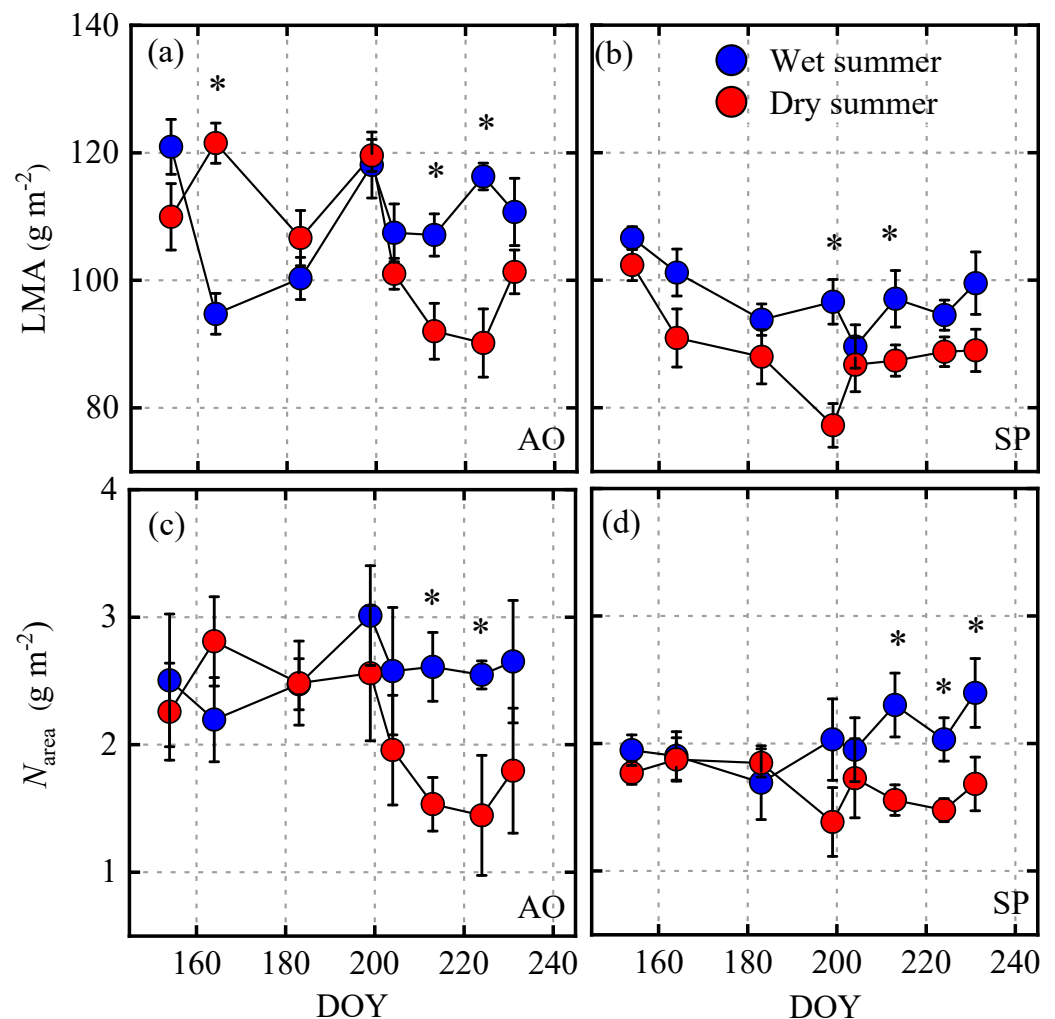 140
120
100
80
LMA (g m-2)
(a)
*
*
*
AO
(b)
Wet summer
Dry summer
*
*
SP
4
3
2
1
Narea (g m-2)
(c)
*
*
AO
160
180
200
220
240
DOY
(d)
*
*
*
SP
160
180
200
220
240
DOY